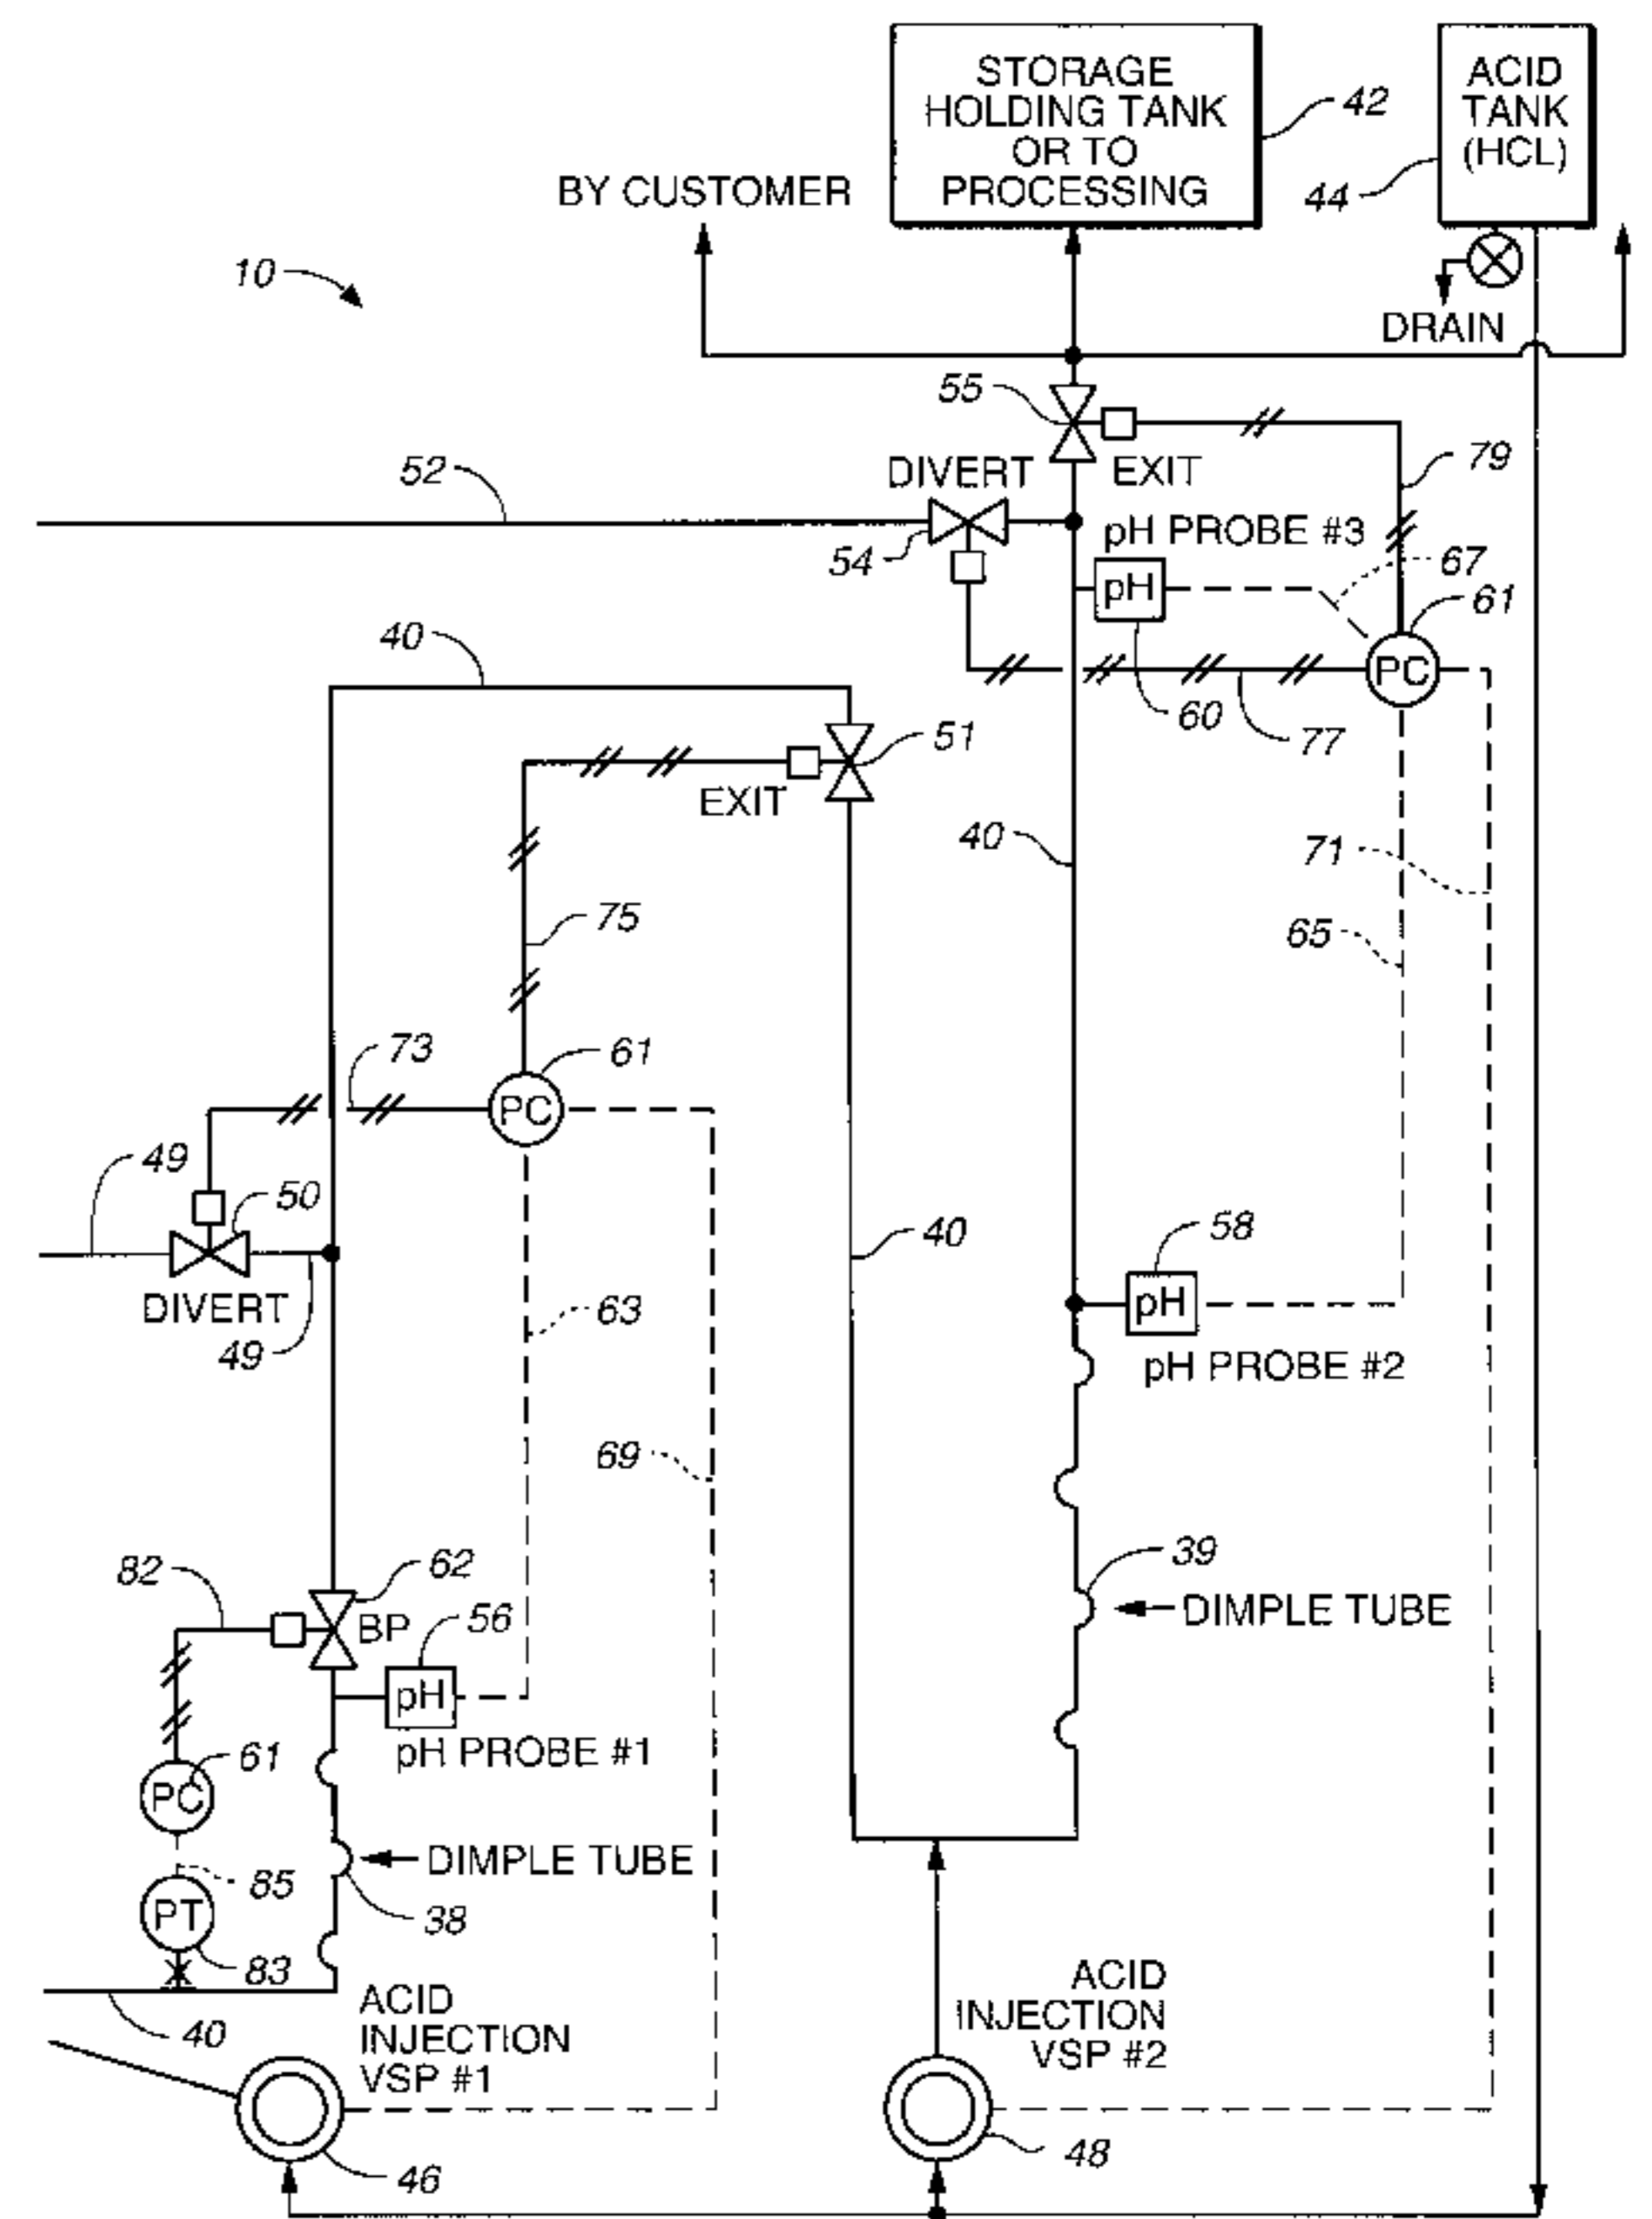 STORAGE
HOLDING TANK
OR TO
PROCESSING
42
ACID
TANK
(HCL)
44
BY CUSTOMER
10
DRAIN
55
52
DIVERT
EXIT
79
54
pH PROBE #3
67
pH
61
40
PC
60
51
77
EXIT
40
71
75
65
73
61
PC
49
50
58
40
DIVERT
63
pH
49
pH PROBE #2
69
82
62
39
BP
56
DIMPLE TUBE
pH
61
pH PROBE #1
PC
DIMPLE TUBE
85
38
PT
83
ACID
INJECTION
VSP #1
ACID
INJECTION
VSP #2
40
46
48